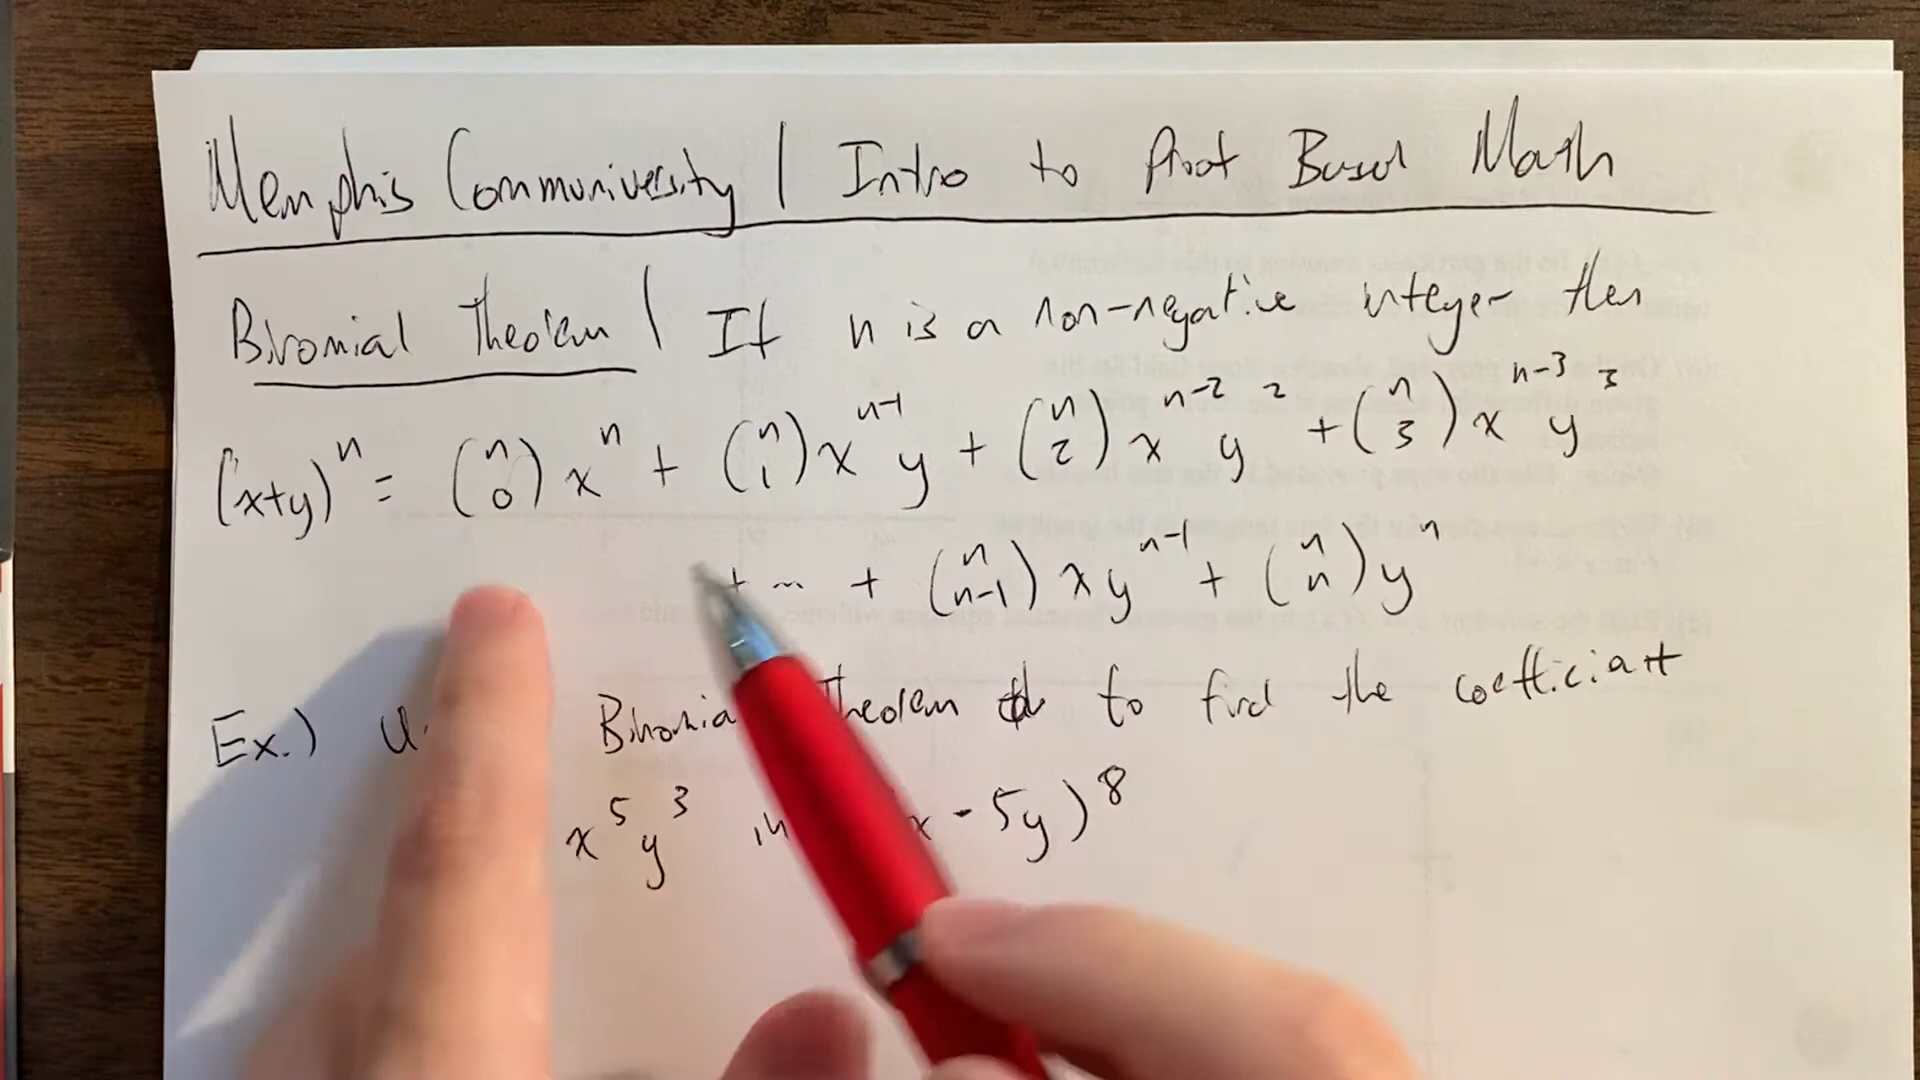 Memphis Communiversity | Intro to Proof Based Math
Binomial Theorem | If n is a non-negative integer then
(x+y)^n = (n 0) x^n + (n 1) x^{n-1} y + (n 2) x^{n-2} y^2 + (n 3) x^{n-3} y^3
+ ... + (n n-1) x y^{n-1} + (n n) y^n
Ex.) Binomial Theorem to find the coefficient
x^5 y^3 in x - 5y)^8